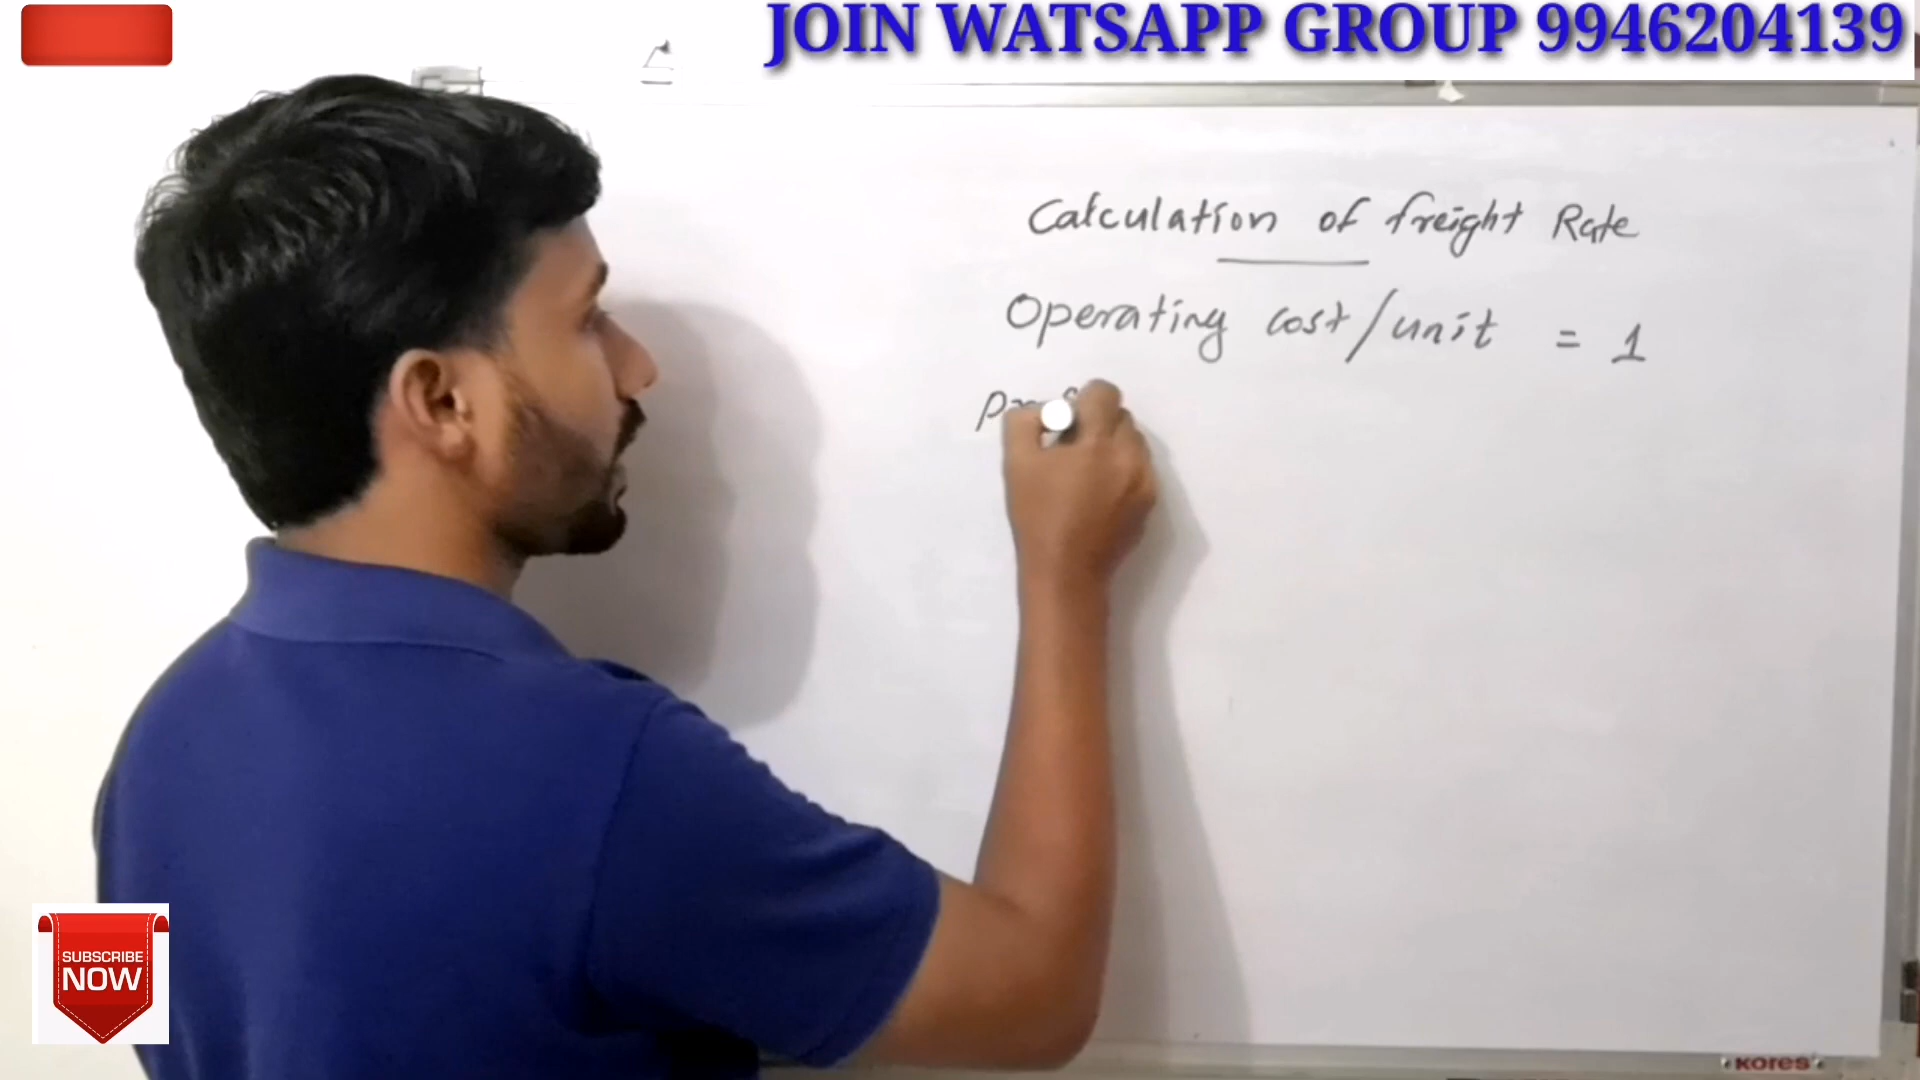 JOIN WATSAPP GROUP 9946204139
Calculation of freight Rate
Operating cost/unit = 1
SUBSCRIBE
NOW
KORES